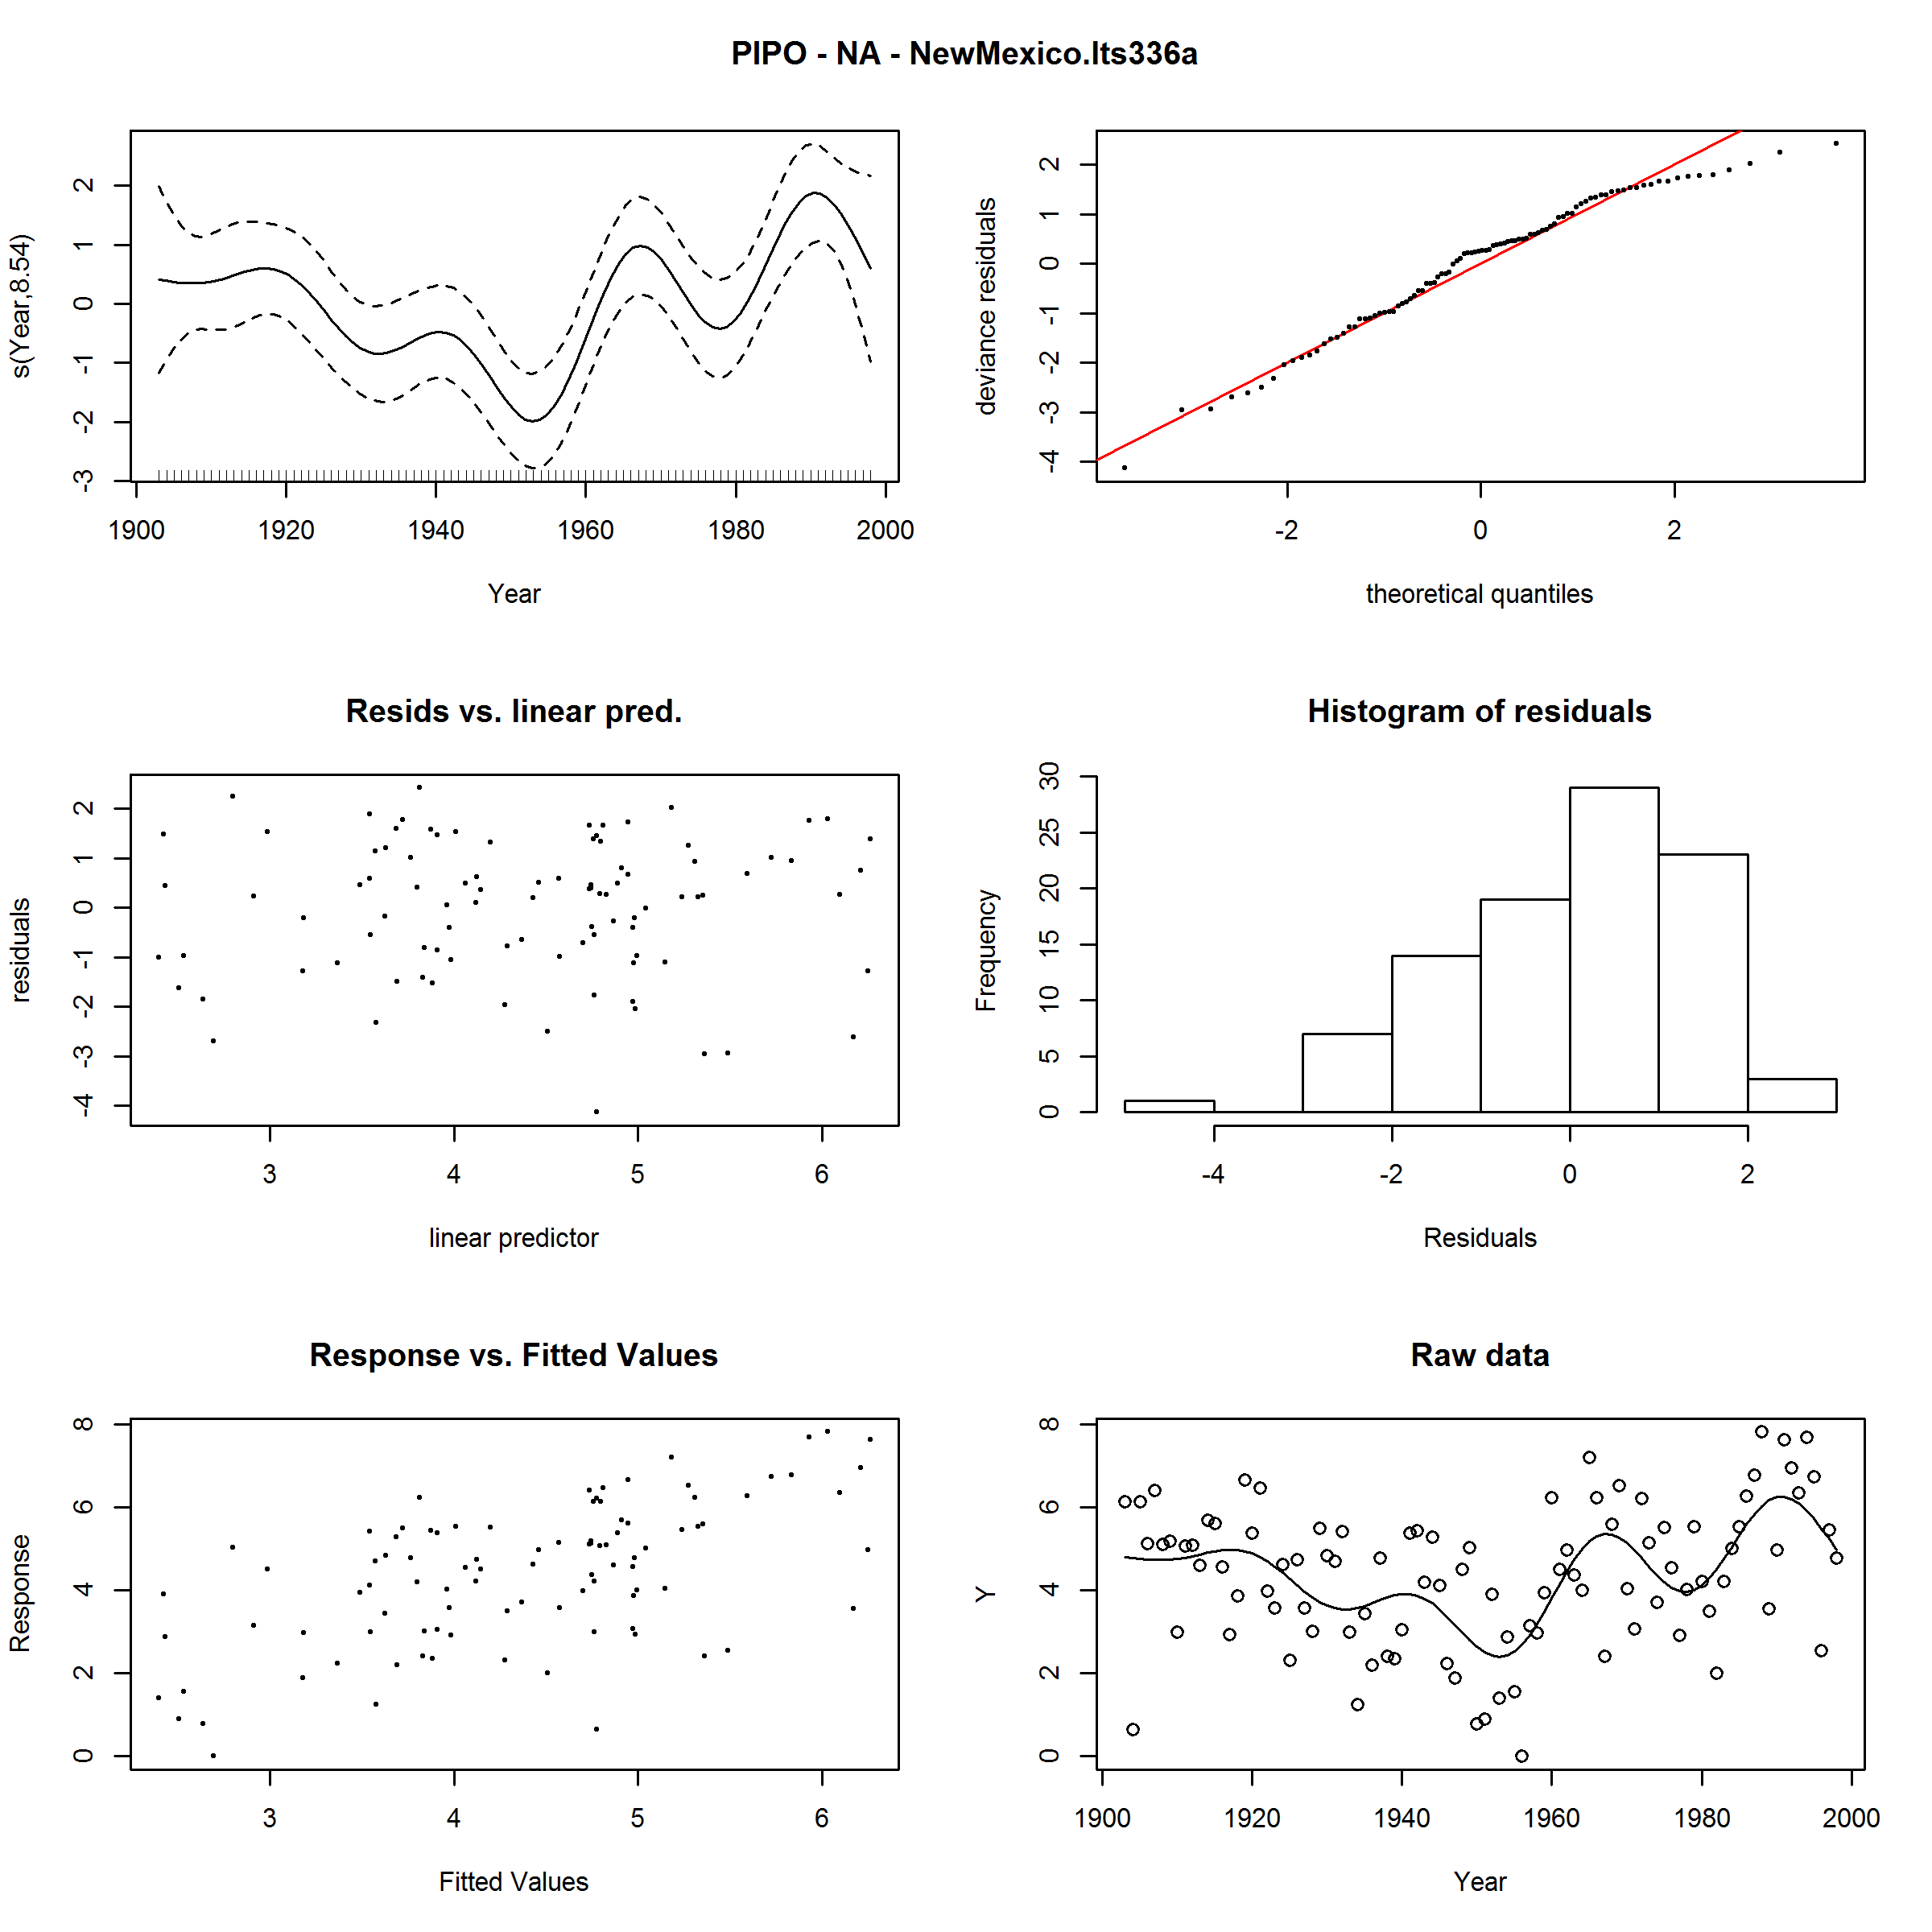 PIPO - NA - NewMexico.lts336a
s(Year,8.54)
2
1
0
-1
-2
-3
1900 1920 1940 1960 1980 2000
Year
deviance residuals
2
1
0
-1
-2
-3
-4
-2 0 2
theoretical quantiles
Resids vs. linear pred.
residuals
2
1
0
-1
-2
-3
-4
3 4 5 6
linear predictor
Histogram of residuals
Frequency
30
25
20
15
10
5
0
-4 -2 0 2
Residuals
Response vs. Fitted Values
Response
8
6
4
2
0
3 4 5 6
Fitted Values
Raw data
Y
8
6
4
2
0
1900 1920 1940 1960 1980 2000
Year